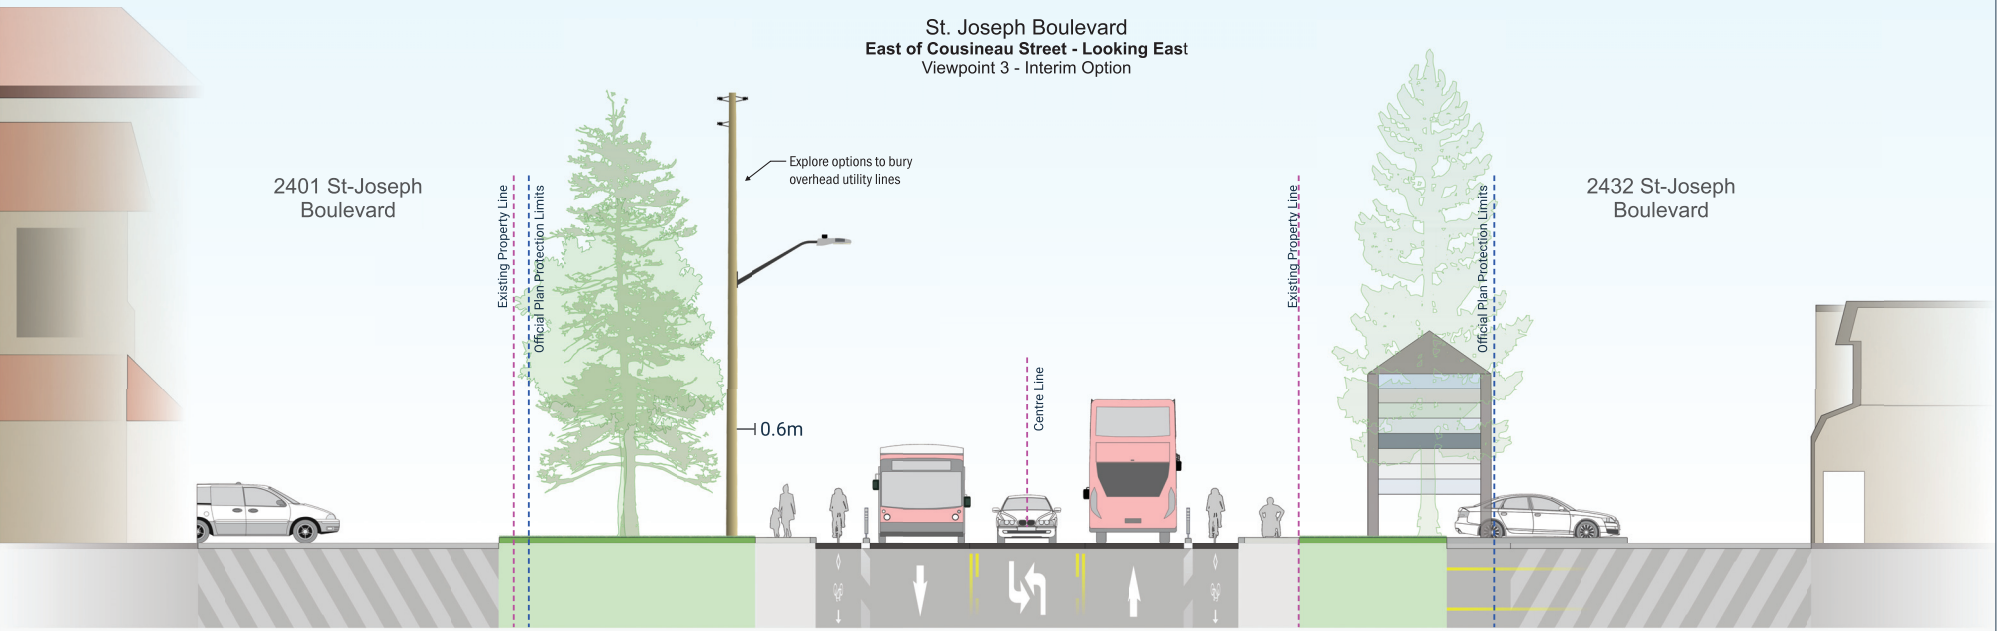 St. Joseph Boulevard
East of Cousineau Street - Looking East
Viewpoint 3 - Interim Option
Explore options to bury
overhead utility lines
2401 St-Joseph
Boulevard
Existing Property Line
Official Plan Protection Limits
0.6m
Centre Line
Existing Property Line
Official Plan Protection Limits
2432 St-Joseph
Boulevard